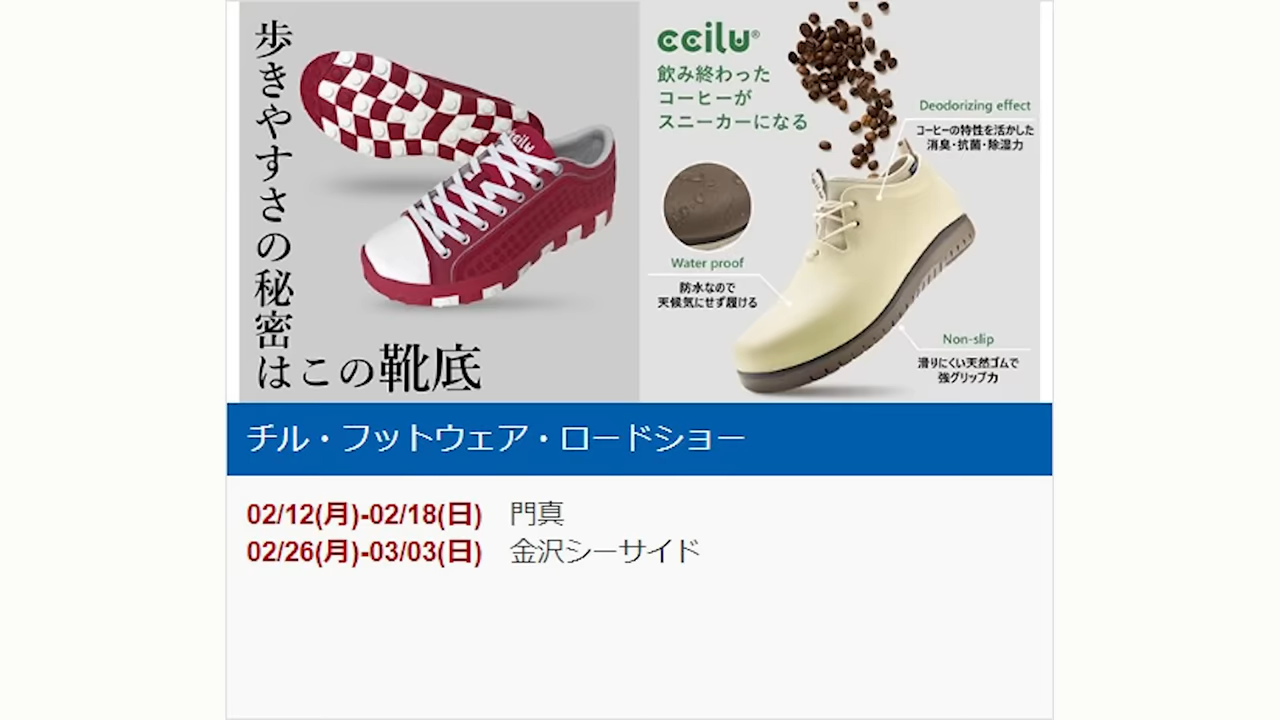 歩きやすさの秘密は
この靴底
ccilu
ccilu®
飲み終わった
コーヒーが
スニーカーになる
Deodorizing effect
コーヒーの特性を活かした
消臭・抗菌・除湿力
Water proof
防水なので
天候気にせず履ける
Non-slip
滑りにくい天然ゴムで
強グリップ力
チル・フットウェア・ロードショー
02/12(月)-02/18(日) 門真
02/26(月)-03/03(日) 金沢シーサイド